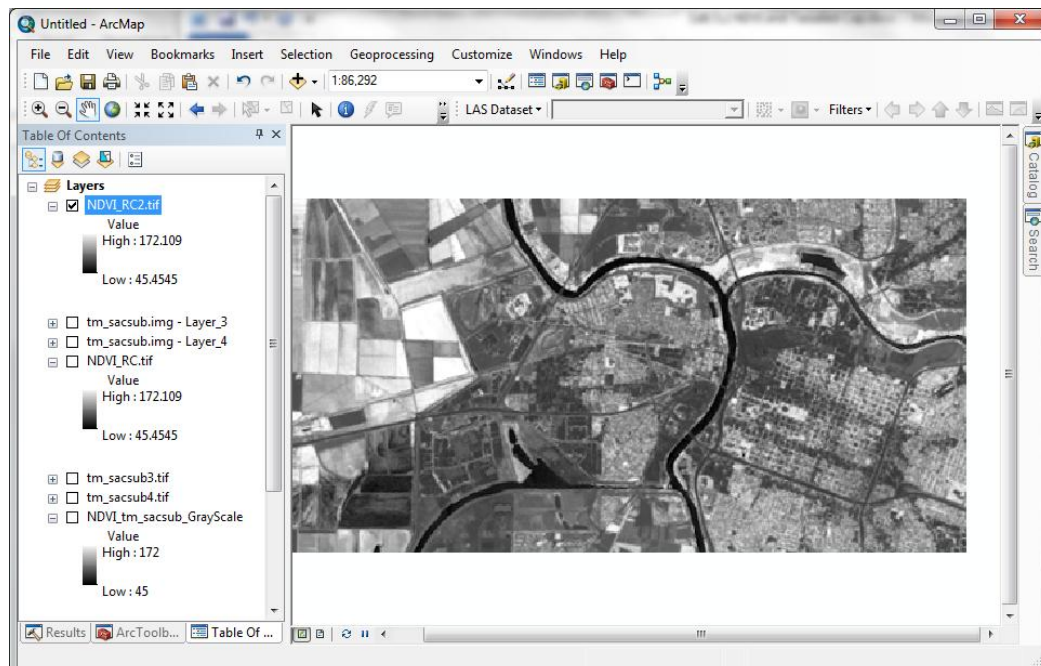 Untitled - ArcMap
File Edit View Bookmarks Insert Selection Geoprocessing Customize Windows Help
1:86,292
LAS Dataset Filters
Table Of Contents
Layers
NDVI_RC2.tif
Value
High : 172.109
Low : 45.4545
tm_sacsub.img - Layer_3
tm_sacsub.img - Layer_4
NDVI_RC.tif
Value
High : 172.109
Low : 45.4545
tm_sacsub3.tif
tm_sacsub4.tif
NDVI_tm_sacsub_GrayScale
Value
High : 172
Low : 45
Results ArcToolb... Table Of ...
Catalog
Search